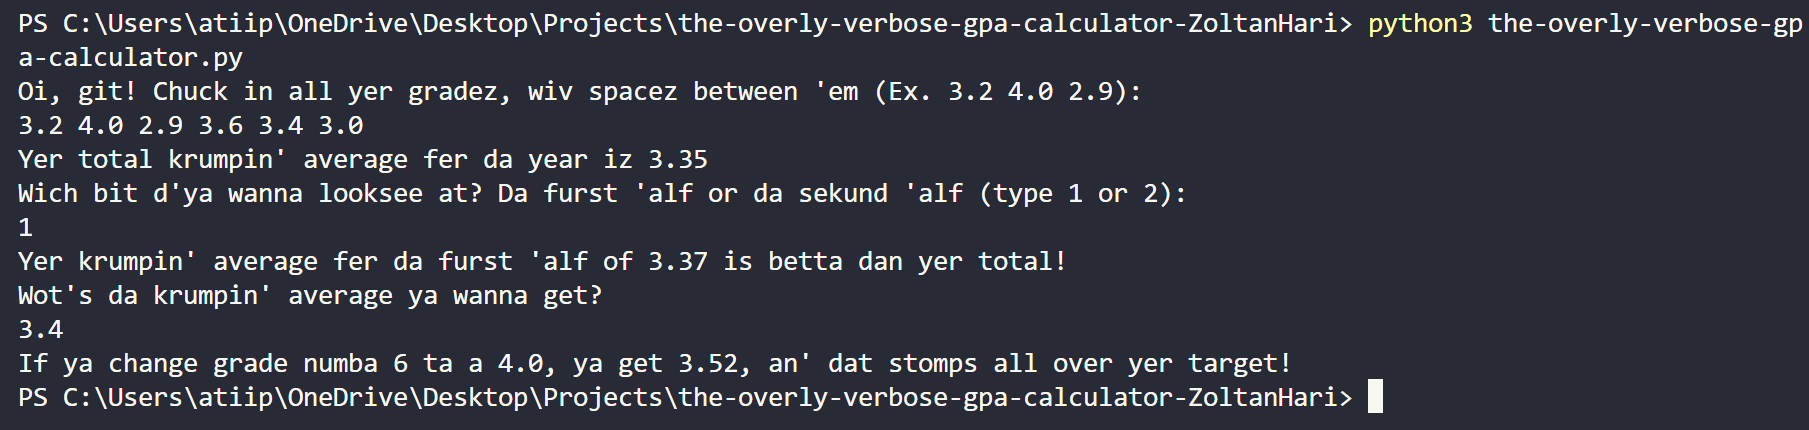 PS C:\Users\atiip\OneDrive\Desktop\Projects\the-overly-verbose-gpa-calculator-ZoltanHari> python3 the-overly-verbose-gp
a-calculator.py
Oi, git! Chuck in all yer gradez, wiv spacez between 'em (Ex. 3.2 4.0 2.9):
3.2 4.0 2.9 3.6 3.4 3.0
Yer total krumpin' average fer da year iz 3.35
Wich bit d'ya wanna looksee at? Da furst 'alf or da sekund 'alf (type 1 or 2):
1
Yer krumpin' average fer da furst 'alf of 3.37 is betta dan yer total!
Wot's da krumpin' average ya wanna get?
3.4
If ya change grade numba 6 ta a 4.0, ya get 3.52, an' dat stomps all over yer target!
PS C:\Users\atiip\OneDrive\Desktop\Projects\the-overly-verbose-gpa-calculator-ZoltanHari>